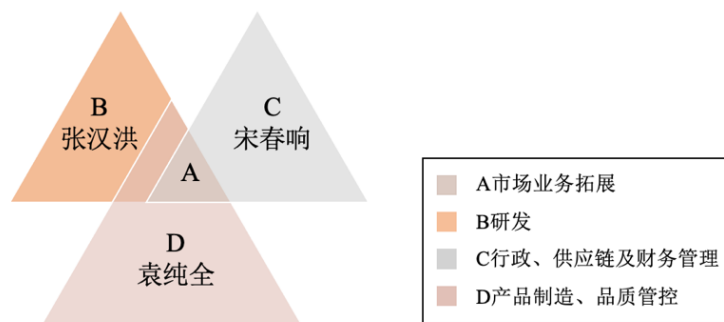 B
张汉洪
C
宋春响
A
D
袁纯全
A市场业务拓展
B研发
C行政、供应链及财务管理
D产品制造、品质管控